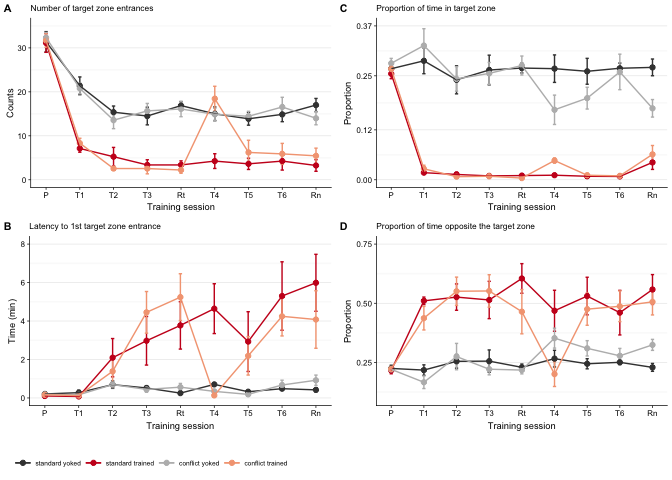 A Number of target zone entrances
Counts
30
20
10
0
P T1 T2 T3 Rt T4 T5 T6 Rn
Training session
C Proportion of time in target zone
Proportion
0.37
0.25
0.12
0.00
P T1 T2 T3 Rt T4 T5 T6 Rn
Training session
B Latency to 1st target zone entrance
Time (min)
8
6
4
2
0
P T1 T2 T3 Rt T4 T5 T6 Rn
Training session
D Proportion of time opposite the target zone
Proportion
0.75
0.50
0.25
P T1 T2 T3 Rt T4 T5 T6 Rn
Training session
standard yoked standard trained conflict yoked conflict trained